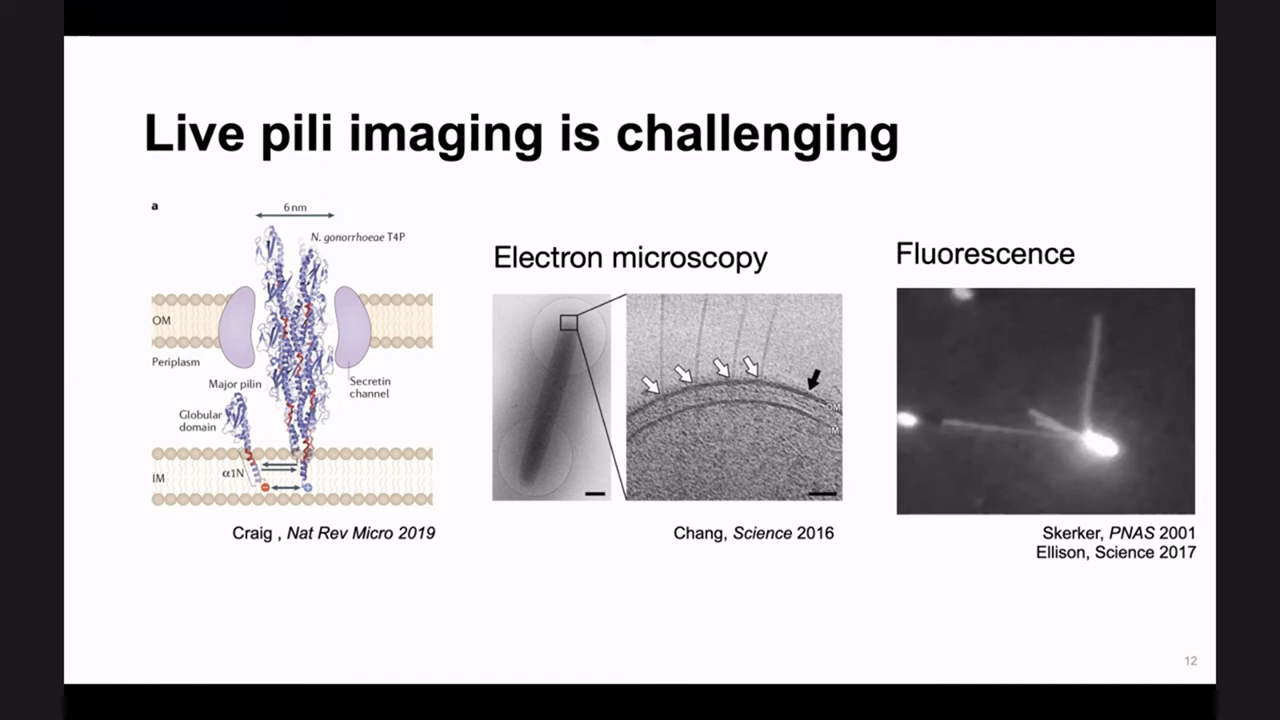 Live pili imaging is challenging
a
6 nm
N. gonorrhoeae T4P
OM
Periplasm
Major pilin
Secretin
channel
Globular
domain
α1N
IM
Craig , Nat Rev Micro 2019
Electron microscopy
OM
IM
Chang, Science 2016
Fluorescence
Skerker, PNAS 2001
Ellison, Science 2017
12